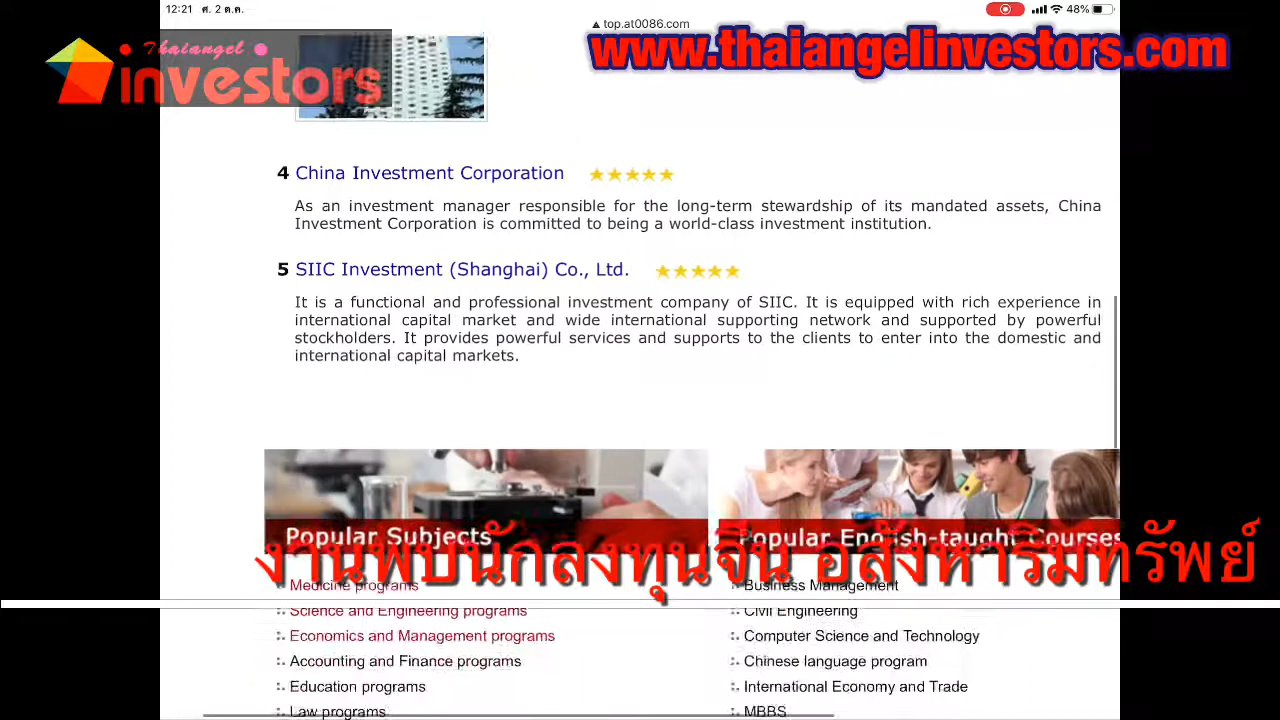 12:21 ศ. 2 ต.ค.
48%
top.at0086.com
Thaiangel
investors
www.thaiangelinvestors.com
4 China Investment Corporation
As an investment manager responsible for the long-term stewardship of its mandated assets, China
Investment Corporation is committed to being a world-class investment institution.
5 SIIC Investment (Shanghai) Co., Ltd.
It is a functional and professional investment company of SIIC. It is equipped with rich experience in
international capital market and wide international supporting network and supported by powerful
stockholders. It provides powerful services and supports to the clients to enter into the domestic and
international capital markets.
Popular Subjects
Popular English-taught Courses
งานพบนักลงทุนจีน อสังหาริมทรัพย์
Medicine programs
Science and Engineering programs
Economics and Management programs
Accounting and Finance programs
Education programs
Law programs
Business Management
Civil Engineering
Computer Science and Technology
Chinese language program
International Economy and Trade
MBBS